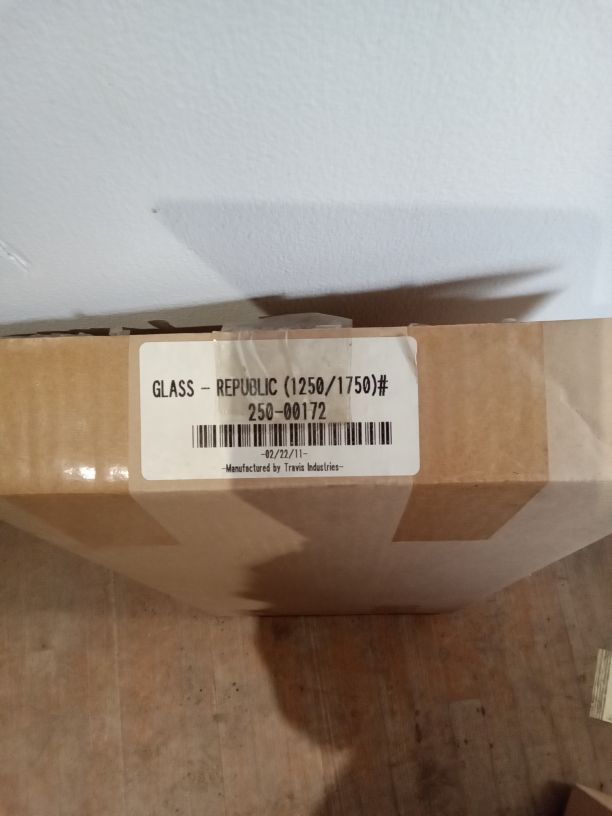 GLASS - REPUBLIC (1250/1750)#
250-00172
-02/22/11-
-Manufactured by Travis Industries-